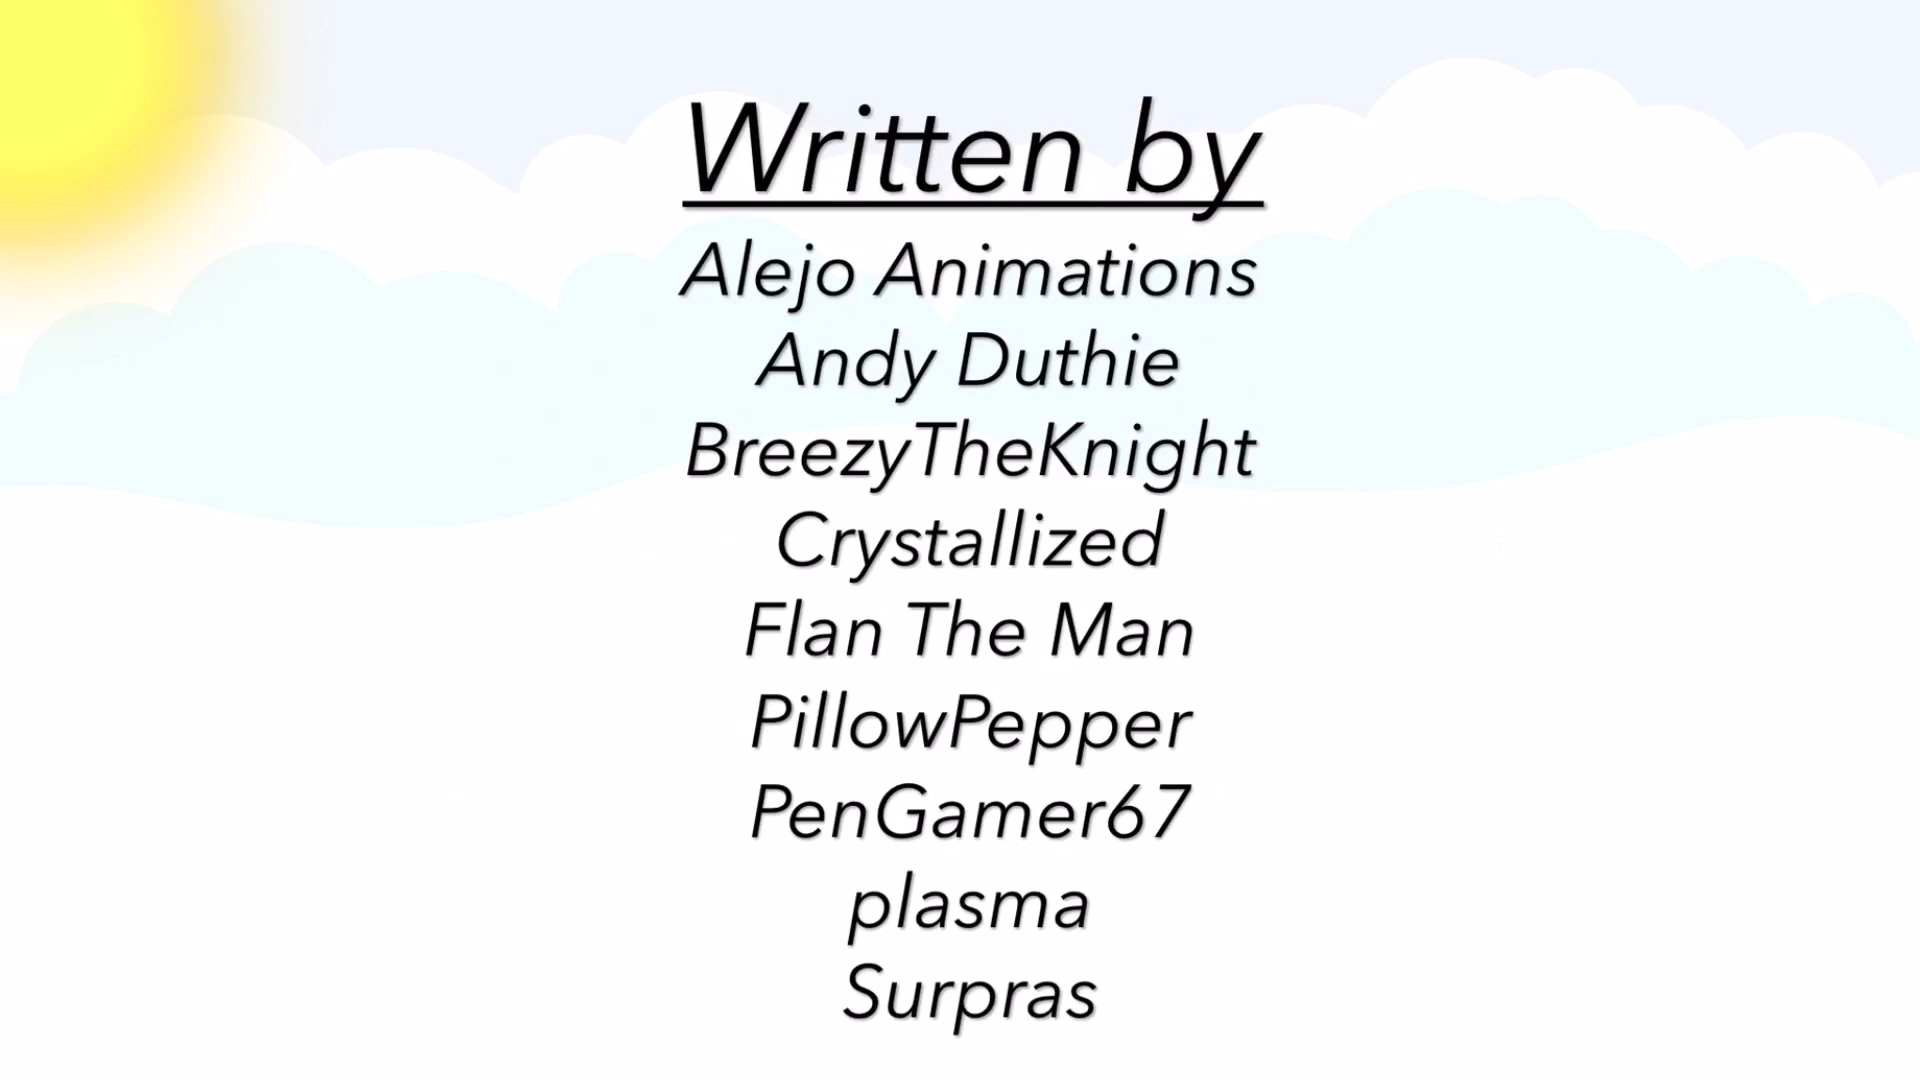 Written by
Alejo Animations
Andy Duthie
BreezyTheKnight
Crystallized
Flan The Man
PillowPepper
PenGamer67
plasma
Surpras